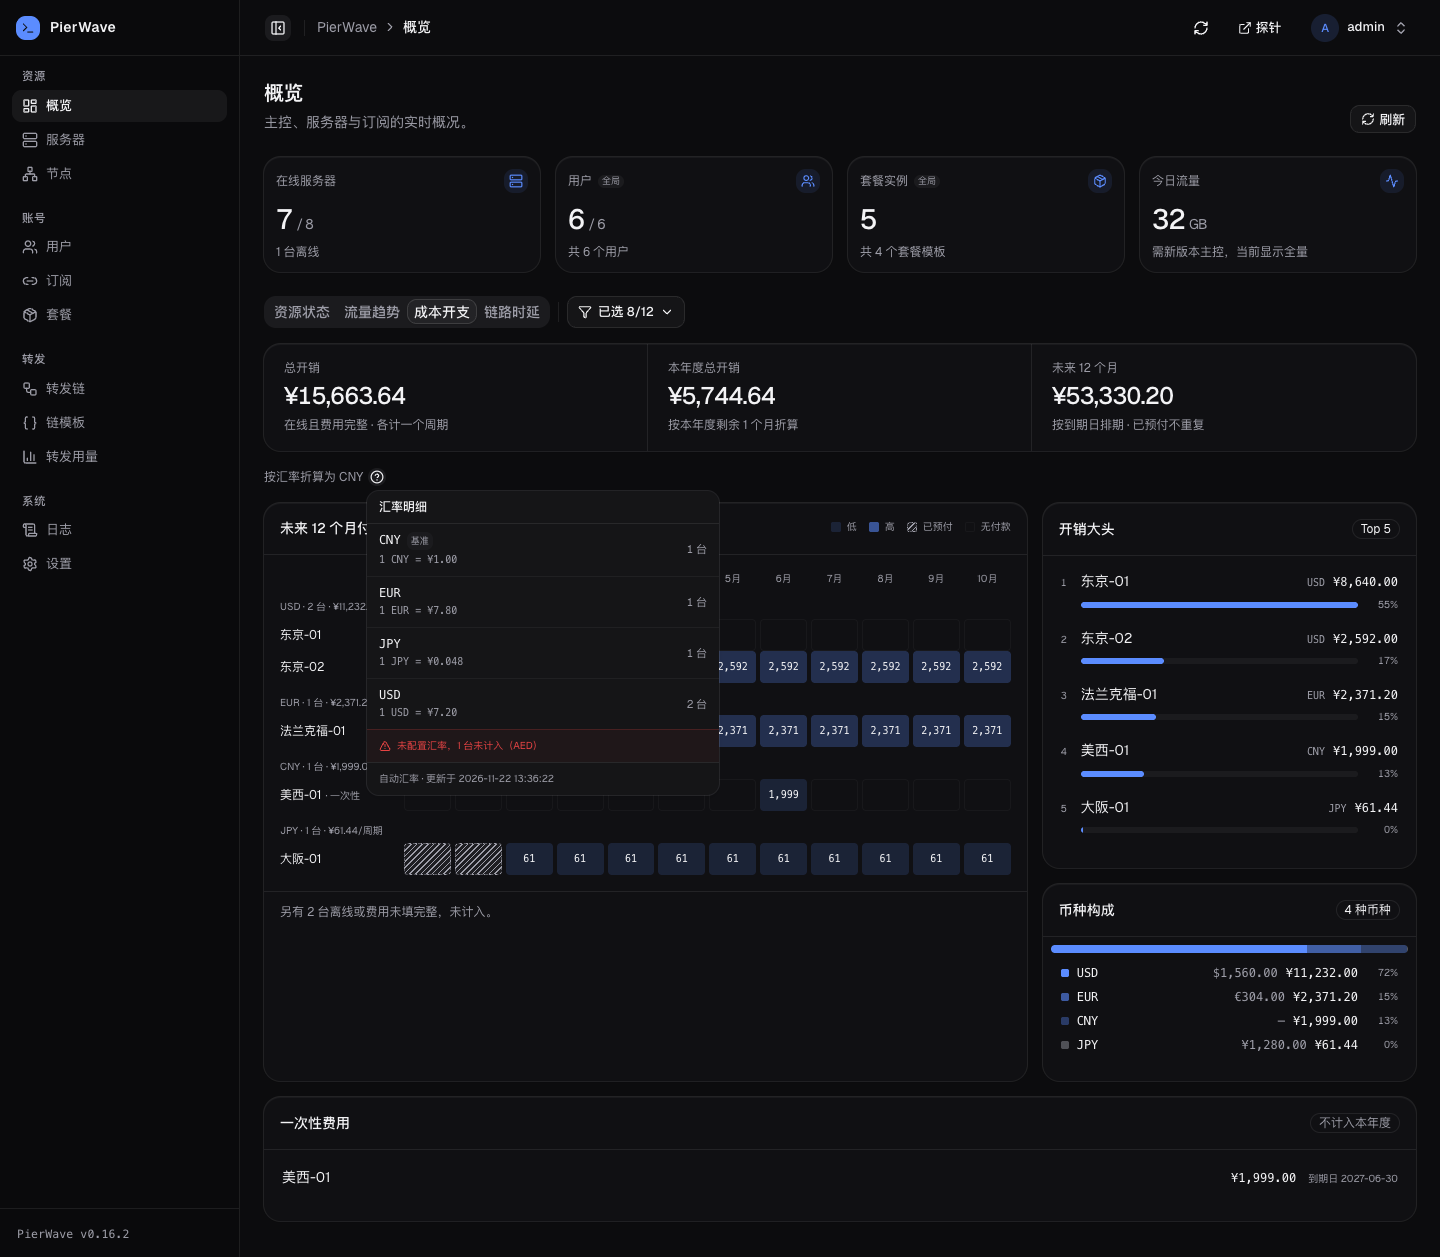 PierWave
PierWave
概览
探针
A
admin
资源
概览
服务器
节点
账号
用户
订阅
套餐
转发
转发链
链模板
转发用量
系统
日志
设置
PierWave v0.16.2
概览
主控、服务器与订阅的实时概况。
刷新
在线服务器
7 / 8
1 台离线
用户 全局
6 / 6
共 6 个用户
套餐实例 全局
5
共 4 个套餐模板
今日流量
32 GB
需新版本主控，当前显示全量
资源状态
流量趋势
成本开支
链路时延
已选 8/12
总开销
¥15,663.64
在线且费用完整 · 各计一个周期
本年度总开销
¥5,744.64
按本年度剩余 1 个月折算
未来 12 个月
¥53,330.20
按到期日排期 · 已预付不重复
按汇率折算为 CNY
汇率明细
CNY 基准
1 CNY = ¥1.00
1 台
EUR
1 EUR = ¥7.80
1 台
JPY
1 JPY = ¥0.048
1 台
USD
1 USD = ¥7.20
2 台
未配置汇率，1 台未计入（AED）
自动汇率 · 更新于 2026-11-22 13:36:22
未来 12 个月
低 高 已预付 无付款
5月 6月 7月 8月 9月 10月
USD · 2 台 · ¥11,232.
东京-01
东京-02
2,592 2,592 2,592 2,592 2,592 2,592
EUR · 1 台 · ¥2,371.2
法兰克福-01
2,371 2,371 2,371 2,371 2,371 2,371
CNY · 1 台 · ¥1,999.0
美西-01 · 一次性
1,999
JPY · 1 台 · ¥61.44/周期
大阪-01
61 61 61 61 61 61 61 61 61 61
另有 2 台离线或费用未填完整，未计入。
开销大头
Top 5
1 东京-01 USD ¥8,640.00
55%
2 东京-02 USD ¥2,592.00
17%
3 法兰克福-01 EUR ¥2,371.20
15%
4 美西-01 CNY ¥1,999.00
13%
5 大阪-01 JPY ¥61.44
0%
币种构成
4 种币种
USD $1,560.00 ¥11,232.00 72%
EUR €304.00 ¥2,371.20 15%
CNY — ¥1,999.00 13%
JPY ¥1,280.00 ¥61.44 0%
一次性费用
不计入本年度
美西-01
¥1,999.00 到期日 2027-06-30